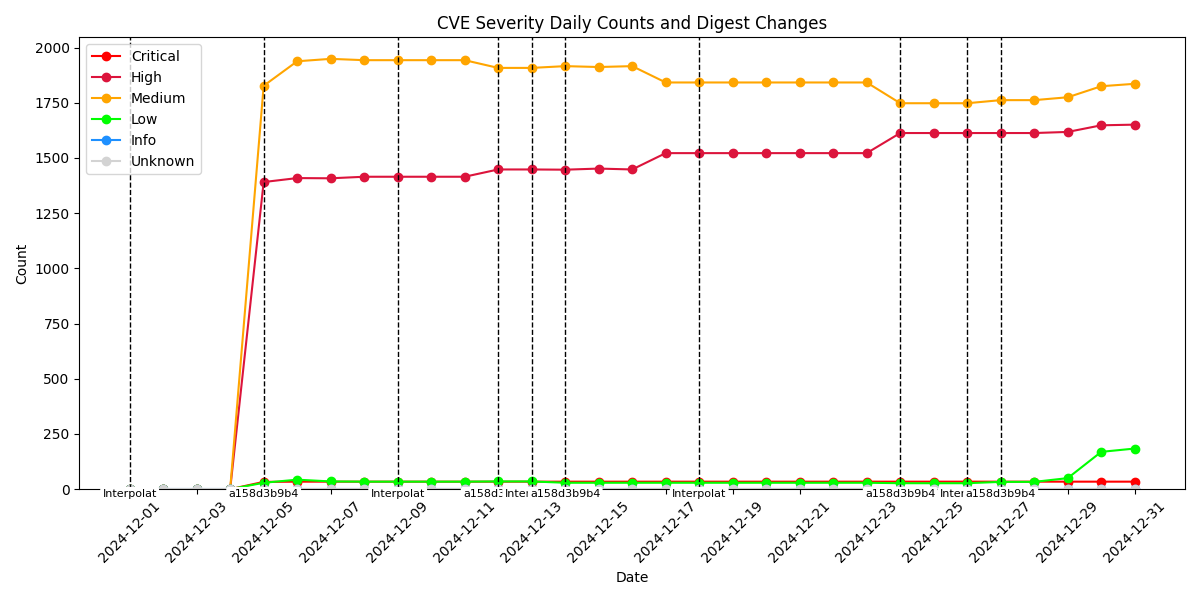 CVE Severity Daily Counts and Digest Changes
Critical
High
Medium
Low
Info
Unknown
2000
1750
1500
1250
1000
750
500
250
0
Count
Interpolat
a158d3b9b4
Interpolat
a158d3b9b4
Interpolat
a158d3b9b4
Interpolat
a158d3b9b4
2024-12-01
2024-12-03
2024-12-05
2024-12-07
2024-12-09
2024-12-11
2024-12-13
2024-12-15
2024-12-17
2024-12-19
2024-12-21
2024-12-23
2024-12-25
2024-12-27
2024-12-29
2024-12-31
Date